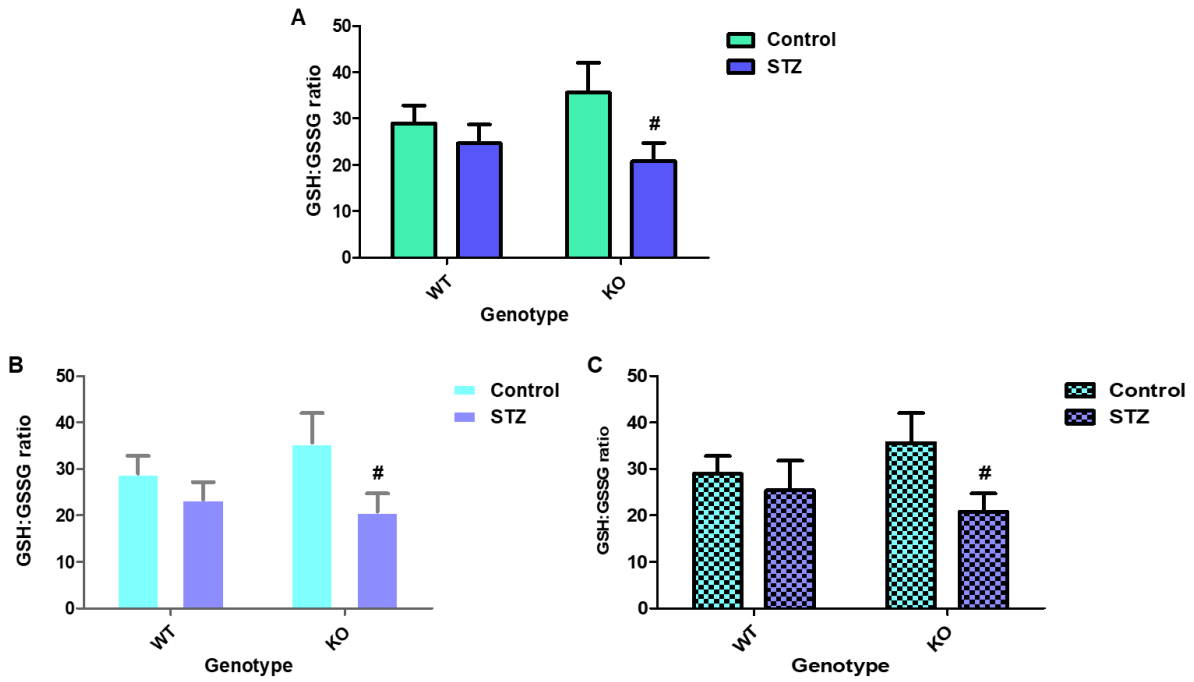 A
50
40
30
20
10
0
GSH:GSSG ratio
#
WT
KO
Genotype
Control
STZ
B
50
40
30
20
10
0
GSH:GSSG ratio
#
WT
KO
Genotype
Control
STZ
C
50
40
30
20
10
0
GSH:GSSG ratio
#
WT
KO
Genotype
Control
STZ